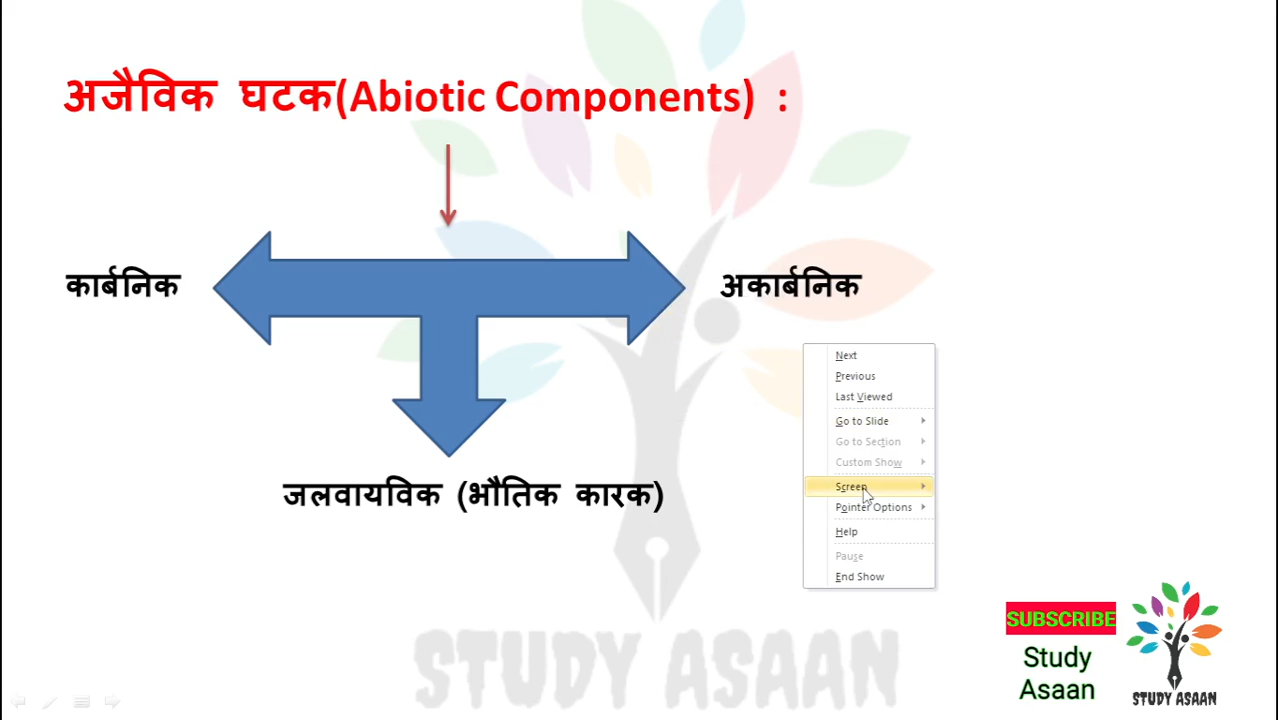 अजैविक घटक(Abiotic Components) :
कार्बनिक
अकार्बनिक
जलवायविक (भौतिक कारक)
Next
Previous
Last Viewed
Go to Slide
Go to Section
Custom Show
Screen
Pointer Options
Help
Pause
End Show
STUDY ASAAN
SUBSCRIBE
Study
Asaan
STUDY ASAAN